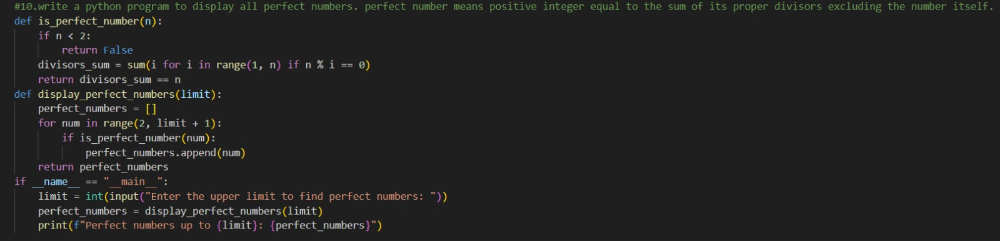 #10.write a python program to display all perfect numbers. perfect number means positive integer equal to the sum of its proper divisors excluding the number itself.
def is_perfect_number(n):
    if n < 2:
        return False
    divisors_sum = sum(i for i in range(1, n) if n % i == 0)
    return divisors_sum == n
def display_perfect_numbers(limit):
    perfect_numbers = []
    for num in range(2, limit + 1):
        if is_perfect_number(num):
            perfect_numbers.append(num)
    return perfect_numbers
if __name__ == "__main__":
    limit = int(input("Enter the upper limit to find perfect numbers: "))
    perfect_numbers = display_perfect_numbers(limit)
    print(f"Perfect numbers up to {limit}: {perfect_numbers}")